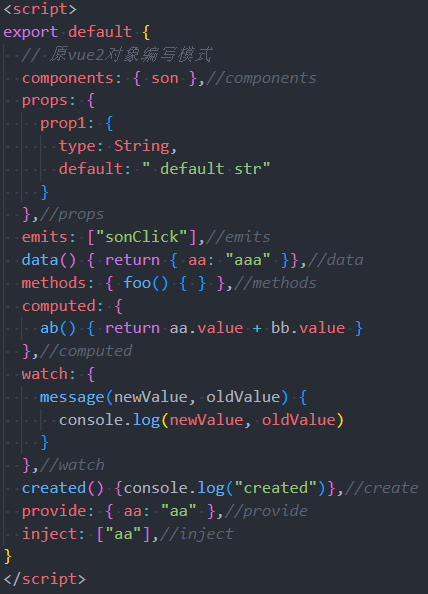 <script>
export default {
  // 原vue2对象编写模式
  components: { son },//components
  props: {
    prop1: {
      type: String,
      default: " default str"
    }
  },//props
  emits: ["sonClick"],//emits
  data() { return { aa: "aaa" }},//data
  methods: { foo() { } },//methods
  computed: {
    ab() { return aa.value + bb.value }
  },//computed
  watch: {
    message(newValue, oldValue) {
      console.log(newValue, oldValue)
    }
  },//watch
  created() {console.log("created")},//create
  provide: { aa: "aa" },//provide
  inject: ["aa"],//inject
}
</script>